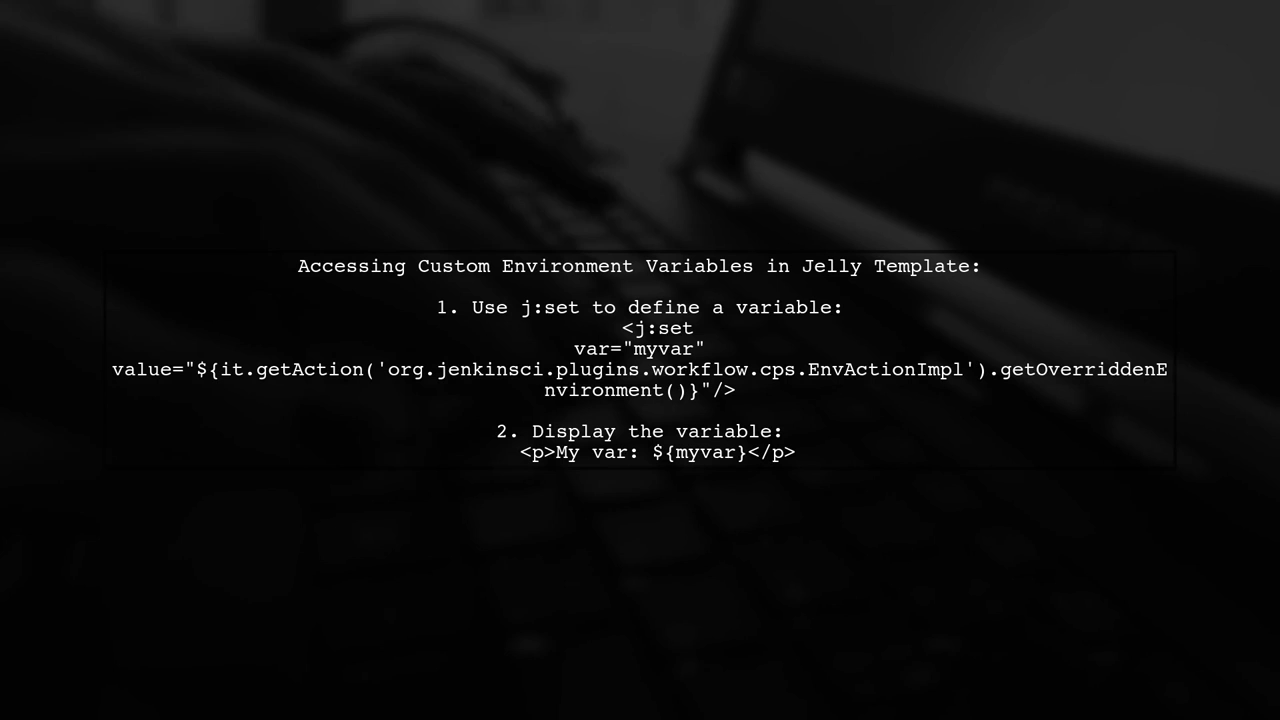 Accessing Custom Environment Variables in Jelly Template:
1. Use j:set to define a variable:
<j:set
var="myvar"
value="${it.getAction('org.jenkinsci.plugins.workflow.cps.EnvActionImpl').getOverriddenE
nvironment()}"/>
2. Display the variable:
<p>My var: ${myvar}</p>